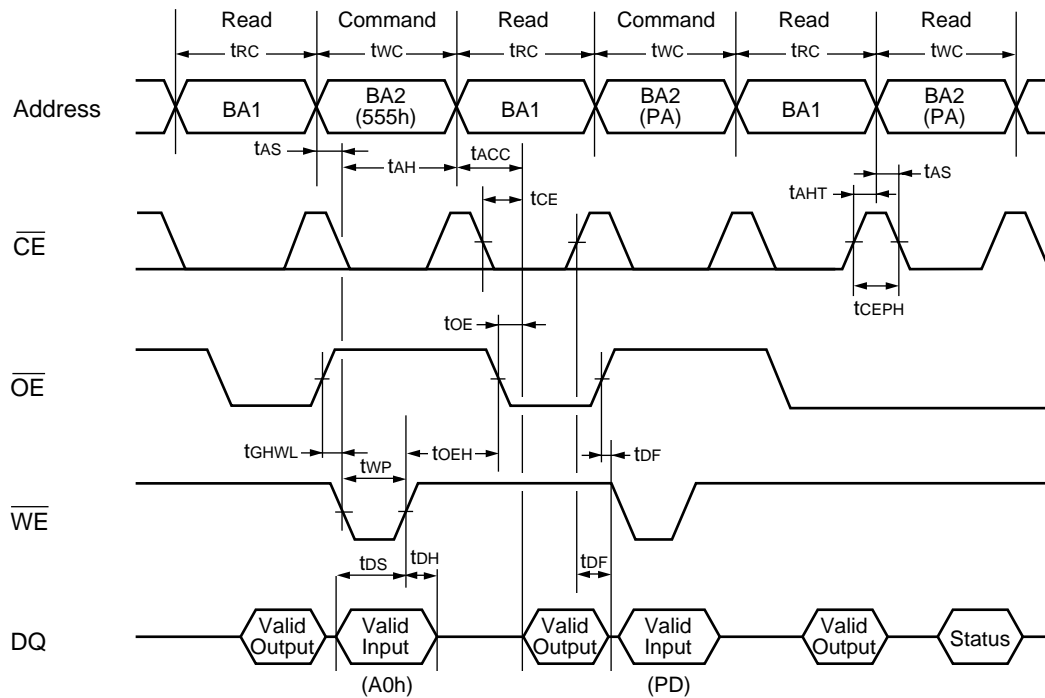 Read Command Read Command Read Read
tRC tWC tRC tWC tRC tWC
Address BA1 BA2 (555h) BA1 BA2 (PA) BA1 BA2 (PA)
tAS tAH tACC tAS
tCE tAHT
CE
tCEPH
tOE
OE
tGHWL tWP tOEH tDF
WE
tDS tDH tDF
DQ Valid Output Valid Input Valid Output Valid Input Valid Output Status
(A0h) (PD)